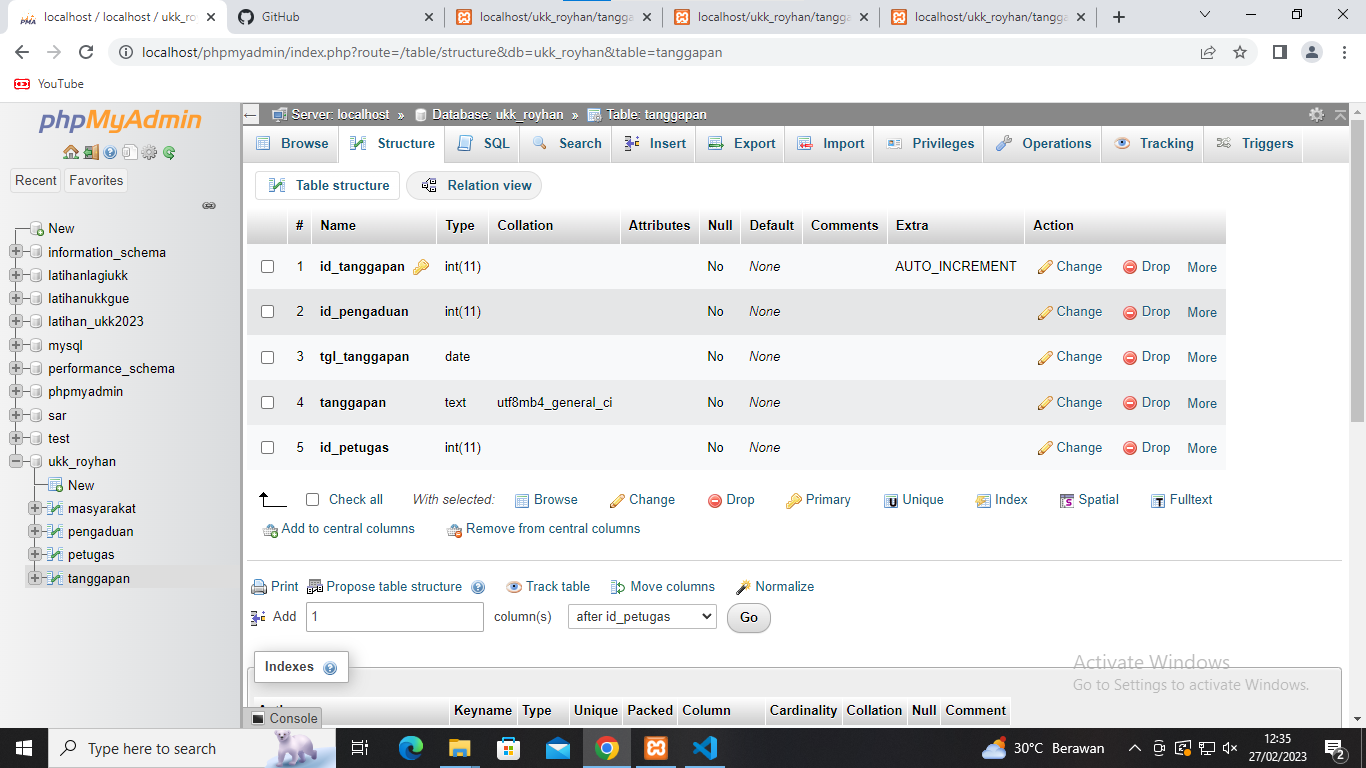 localhost / localhost / ukk_ro
GitHub
localhost/ukk_royhan/tangga
localhost/ukk_royhan/tangga
localhost/ukk_royhan/tangga
localhost/phpmyadmin/index.php?route=/table/structure&db=ukk_royhan&table=tanggapan
YouTube
phpMyAdmin
Recent
Favorites
New
information_schema
latihanlagiukk
latihanukkgue
latihan_ukk2023
mysql
performance_schema
phpmyadmin
sar
test
ukk_royhan
New
masyarakat
pengaduan
petugas
tanggapan
Server: localhost » Database: ukk_royhan » Table: tanggapan
Browse Structure SQL Search Insert Export Import Privileges Operations Tracking Triggers
Table structure Relation view
# Name Type Collation Attributes Null Default Comments Extra Action
1 id_tanggapan int(11) No None AUTO_INCREMENT Change Drop More
2 id_pengaduan int(11) No None Change Drop More
3 tgl_tanggapan date No None Change Drop More
4 tanggapan text utf8mb4_general_ci No None Change Drop More
5 id_petugas int(11) No None Change Drop More
Check all With selected: Browse Change Drop Primary Unique Index Spatial Fulltext
Add to central columns Remove from central columns
Print Propose table structure Track table Move columns Normalize
Add 1 column(s) after id_petugas Go
Indexes
Keyname Type Unique Packed Column Cardinality Collation Null Comment
Console
Activate Windows
Go to Settings to activate Windows.
Type here to search
30°C Berawan
12:35
27/02/2023
2